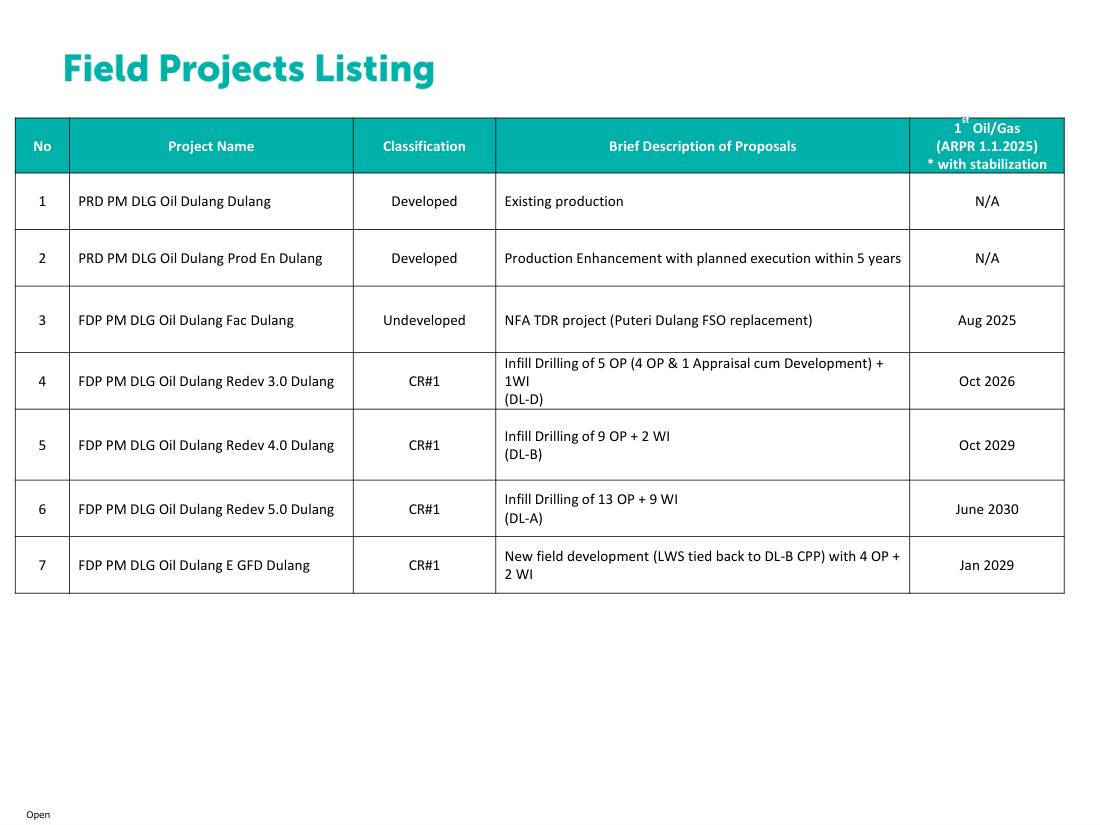 Field Projects Listing
No
Project Name
Classification
Brief Description of Proposals
1st Oil/Gas
(ARPR 1.1.2025)
* with stabilization
1
PRD PM DLG Oil Dulang Dulang
Developed
Existing production
N/A
2
PRD PM DLG Oil Dulang Prod En Dulang
Developed
Production Enhancement with planned execution within 5 years
N/A
3
FDP PM DLG Oil Dulang Fac Dulang
Undeveloped
NFA TDR project (Puteri Dulang FSO replacement)
Aug 2025
4
FDP PM DLG Oil Dulang Redev 3.0 Dulang
CR#1
Infill Drilling of 5 OP (4 OP & 1 Appraisal cum Development) +
1WI
(DL-D)
Oct 2026
5
FDP PM DLG Oil Dulang Redev 4.0 Dulang
CR#1
Infill Drilling of 9 OP + 2 WI
(DL-B)
Oct 2029
6
FDP PM DLG Oil Dulang Redev 5.0 Dulang
CR#1
Infill Drilling of 13 OP + 9 WI
(DL-A)
June 2030
7
FDP PM DLG Oil Dulang E GFD Dulang
CR#1
New field development (LWS tied back to DL-B CPP) with 4 OP +
2 WI
Jan 2029
Open